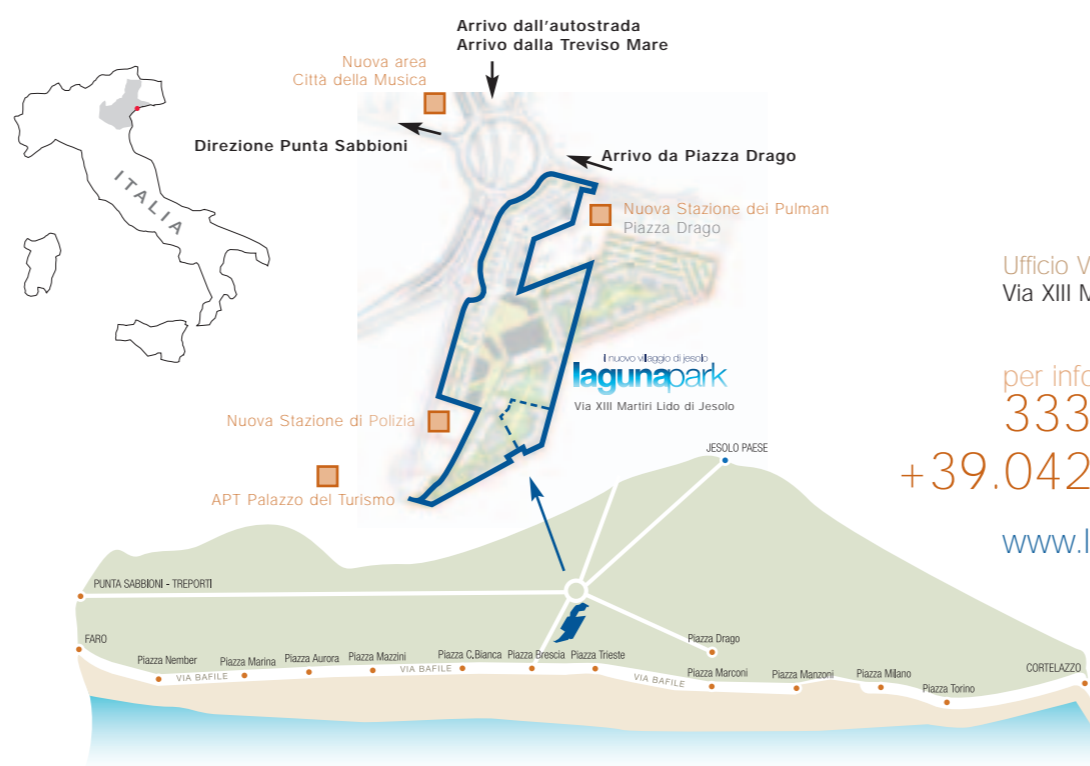 Arrivo dall'autostrada
Arrivo dalla Treviso Mare
Nuova area
Città della Musica
Direzione Punta Sabbioni
Arrivo da Piazza Drago
ITALIA
Nuova Stazione dei Pulman
Piazza Drago
Ufficio V
Via XIII M
il nuovo villaggio di jesolo
lagunapark
Via XIII Martiri Lido di Jesolo
per info
333
Nuova Stazione di Polizia
JESOLO PAESE
+39.042
APT Palazzo del Turismo
www.l
PUNTA SABBIONI - TREPORTI
FARO
Piazza Drago
Piazza Nember
Piazza Marina
Piazza Aurora
Piazza Mazzini
Piazza C.Bianca
Piazza Brescia
Piazza Trieste
Piazza Marconi
Piazza Manzoni
Piazza Milano
Piazza Torino
CORTELAZZO
VIA BAFILE
VIA BAFILE
VIA BAFILE